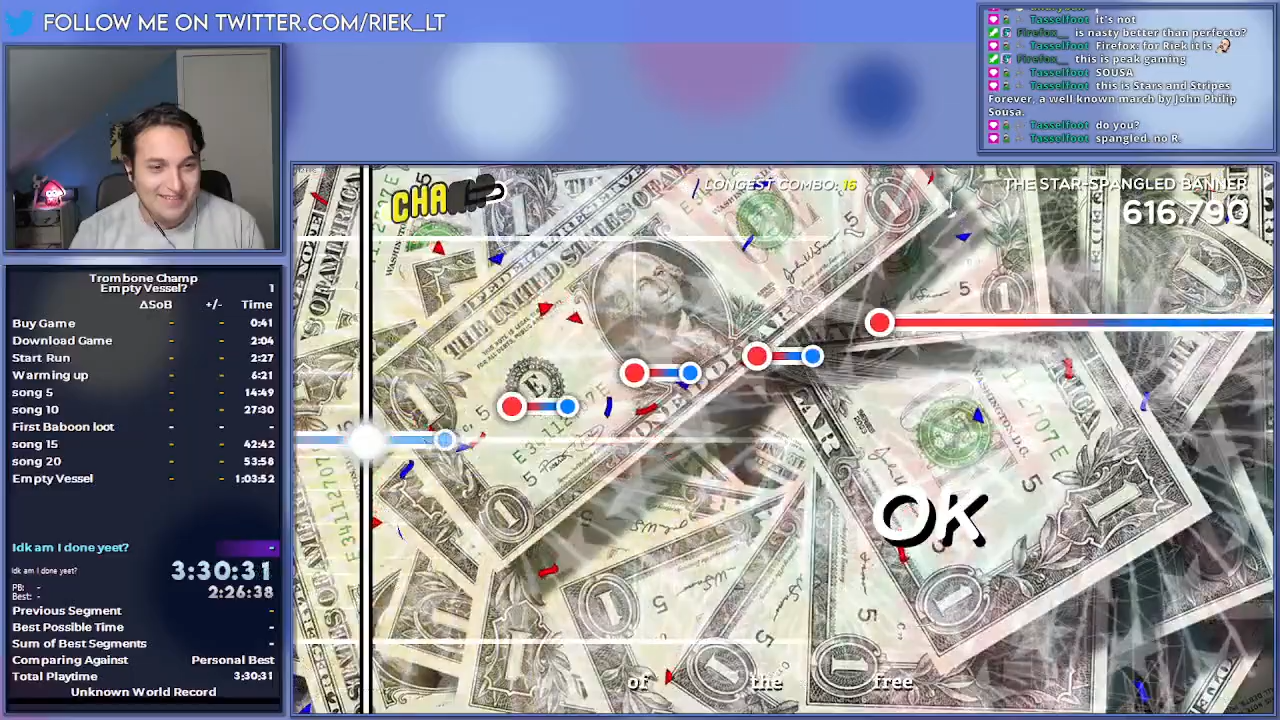 FOLLOW ME ON TWITTER.COM/RIEK_LT
Tasselfoot it's not
Firefox__ is nasty better than perfecto?
Tasselfoot Firefox: for Riek it is
Firefox__ this is peak gaming
Tasselfoot SOUSA
Tasselfoot this is Stars and Stripes
Forever, a well known march by John Philip
Sousa.
Tasselfoot do you?
Tasselfoot spangled. no R.
CHA
LONGEST COMBO: 16
THE STAR-SPANGLED BANNER
616,790
Trombone Champ
Empty Vessel?
1
ΔSoB +/- Time
Buy Game - - 0:41
Download Game - - 2:04
Start Run - - 2:27
Warming up - - 6:21
song 5 - - 14:49
song 10 - - 27:30
First Baboon loot - - -
song 15 - - 42:42
song 20 - - 53:58
Empty Vessel - - 1:03:52
Idk am I done yeet? -
Idk am I done yeet? 3:30:31
PB: -
Best: - 2:26:38
Previous Segment -
Best Possible Time -
Sum of Best Segments -
Comparing Against Personal Best
Total Playtime 3:30:31
Unknown World Record
THE UNITED STATES OF
WASHINGTON, D.C.
OK
of the free